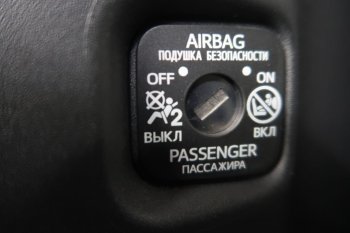 AIRBAG
ПОДУШКА БЕЗОПАСНОСТИ
OFF ON
2
ВЫКЛ ВКЛ
PASSENGER
ПАССАЖИРА